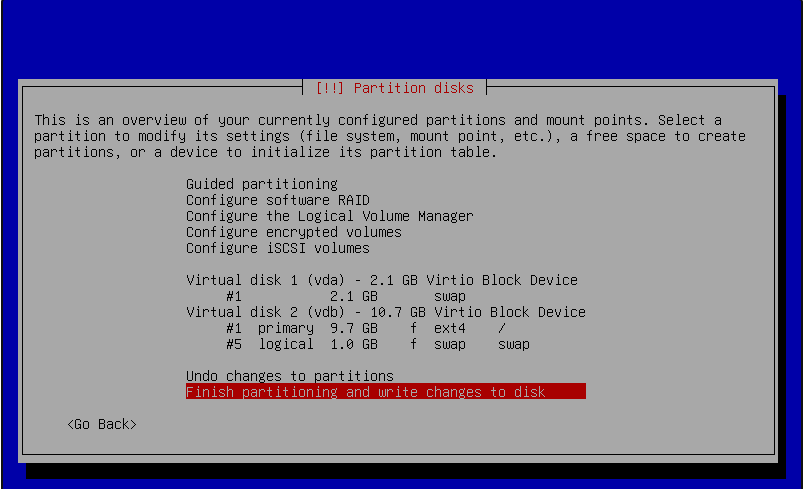 [!!] Partition disks
This is an overview of your currently configured partitions and mount points. Select a
partition to modify its settings (file system, mount point, etc.), a free space to create
partitions, or a device to initialize its partition table.
Guided partitioning
Configure software RAID
Configure the Logical Volume Manager
Configure encrypted volumes
Configure iSCSI volumes
Virtual disk 1 (vda) - 2.1 GB Virtio Block Device
#1 2.1 GB swap
Virtual disk 2 (vdb) - 10.7 GB Virtio Block Device
#1 primary 9.7 GB f ext4 /
#5 logical 1.0 GB f swap swap
Undo changes to partitions
Finish partitioning and write changes to disk
<Go Back>